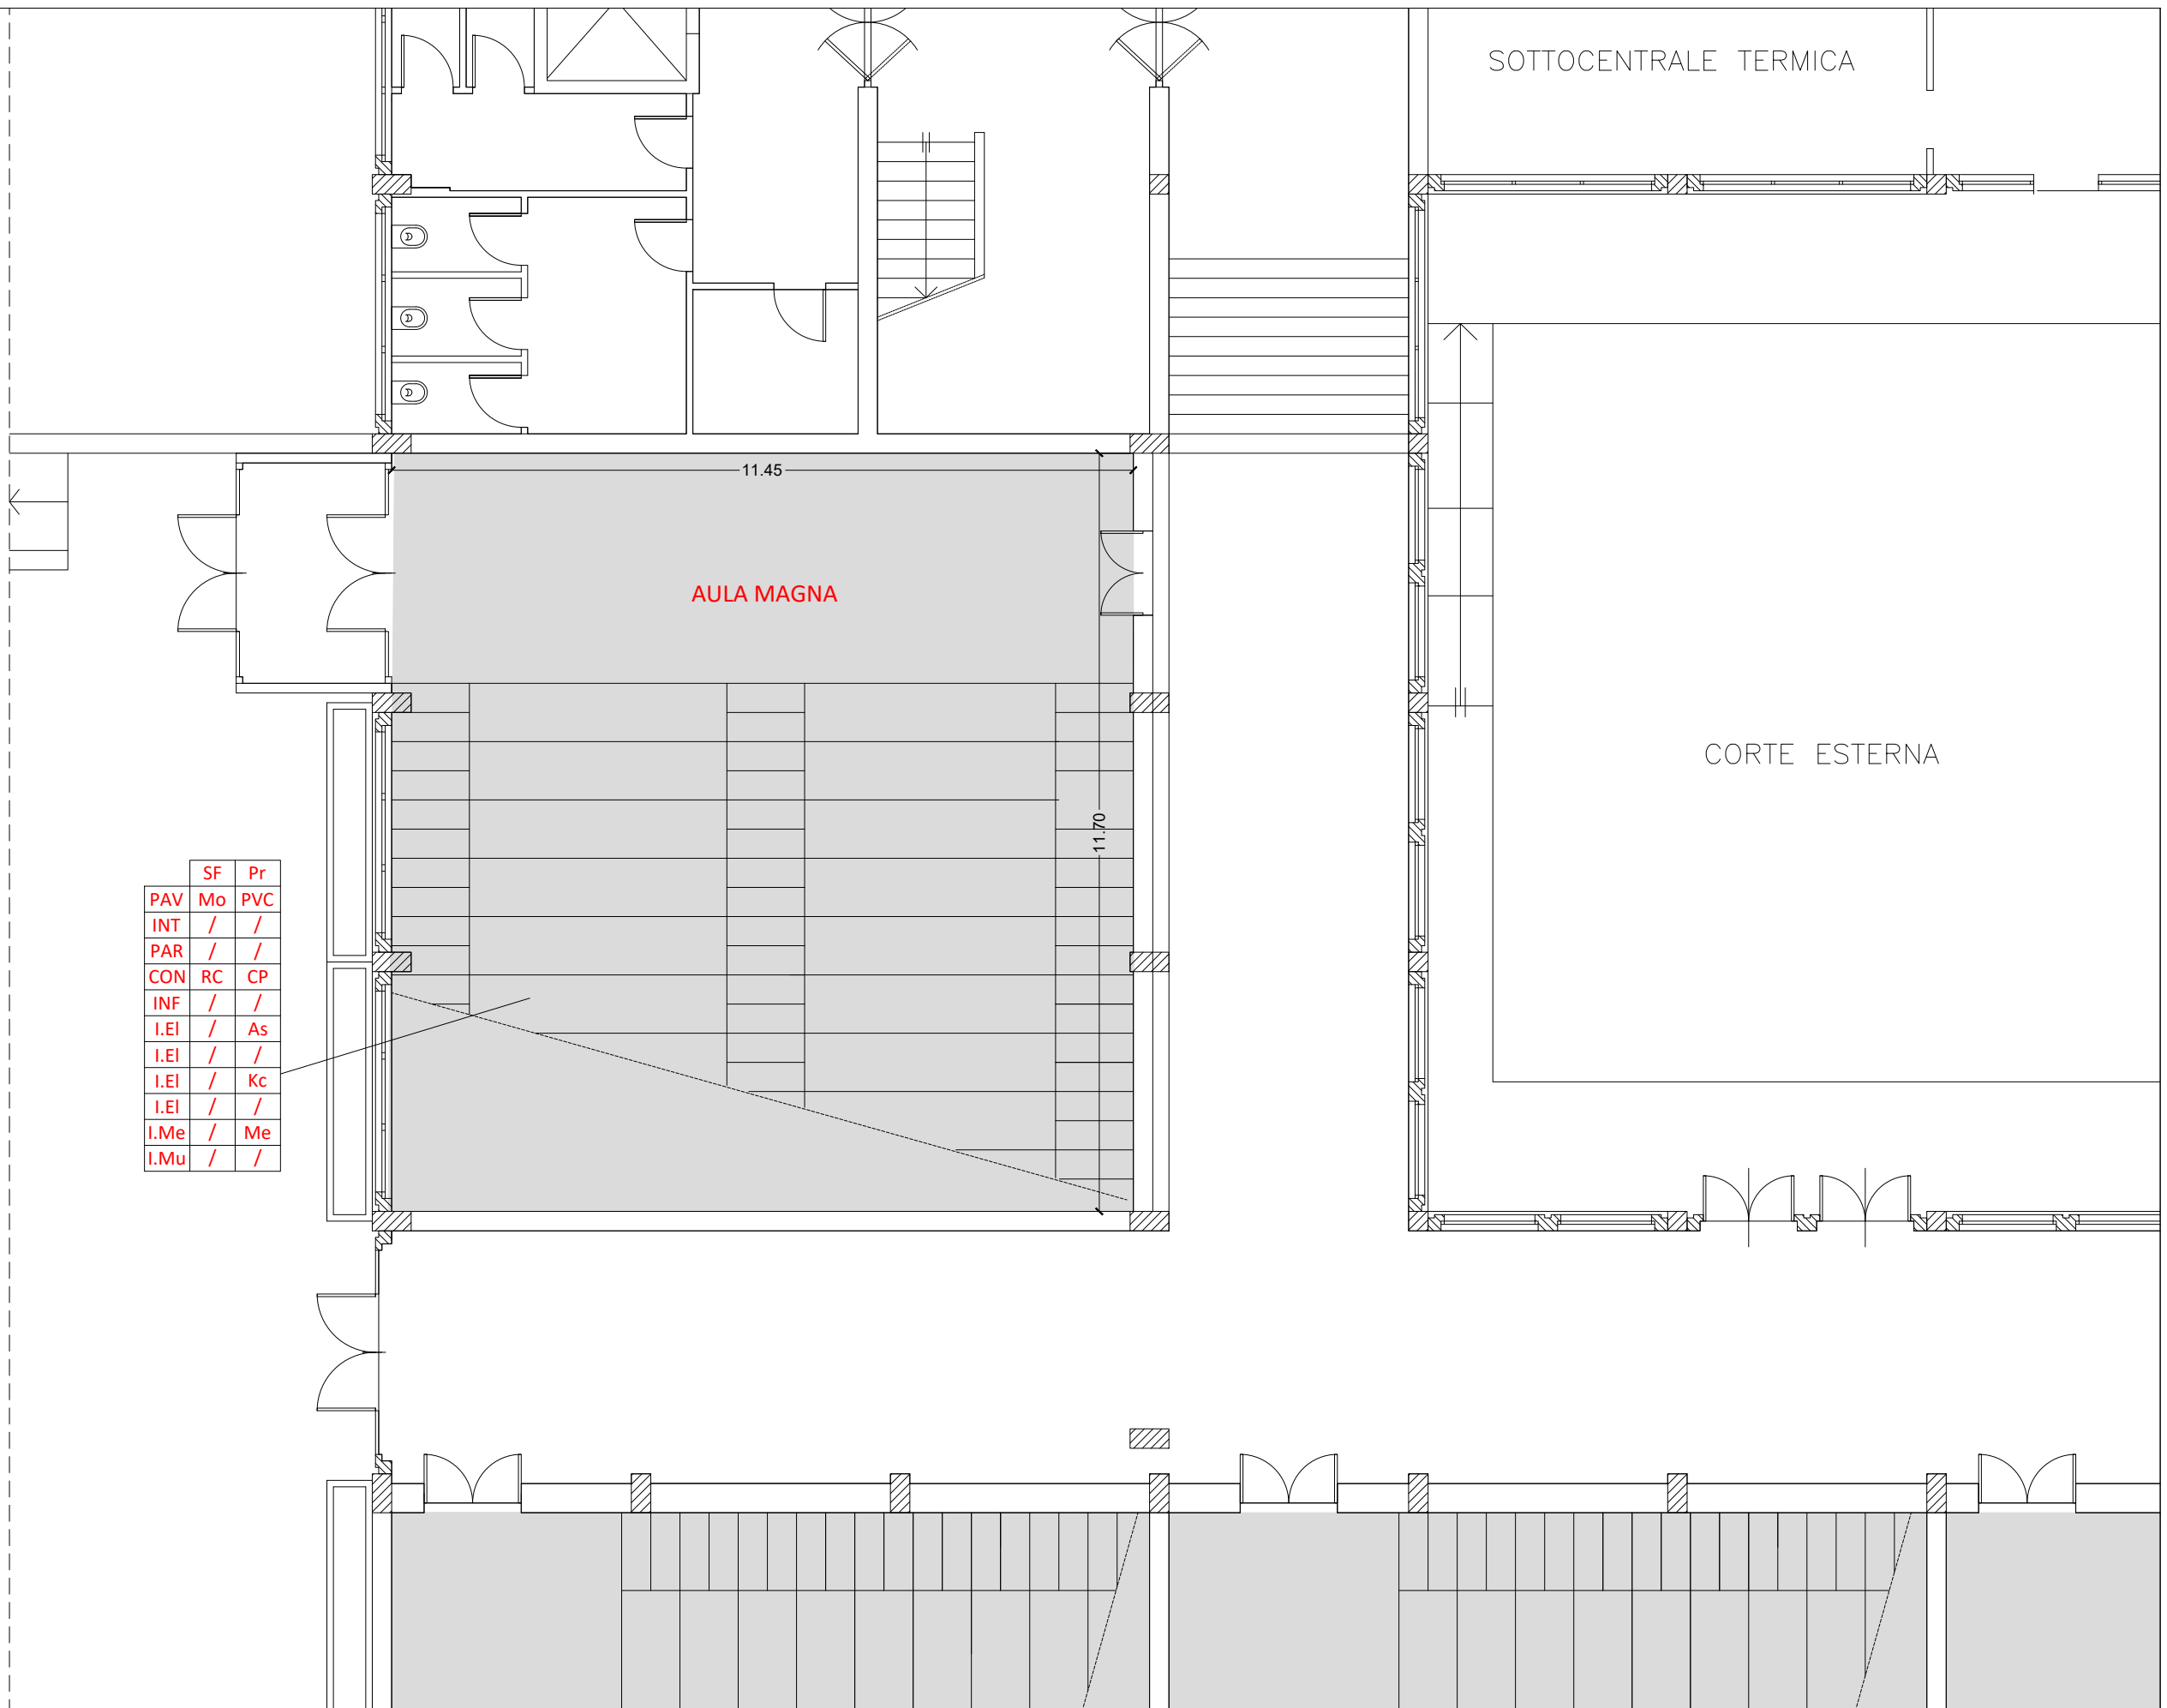 SOTTOCENTRALE TERMICA
11.45
AULA MAGNA
CORTE ESTERNA
11.70
SF Pr
PAV Mo PVC
INT / /
PAR / /
CON RC CP
INF / /
I.El / As
I.El / /
I.El / Kc
I.El / /
I.Me / Me
I.Mu / /